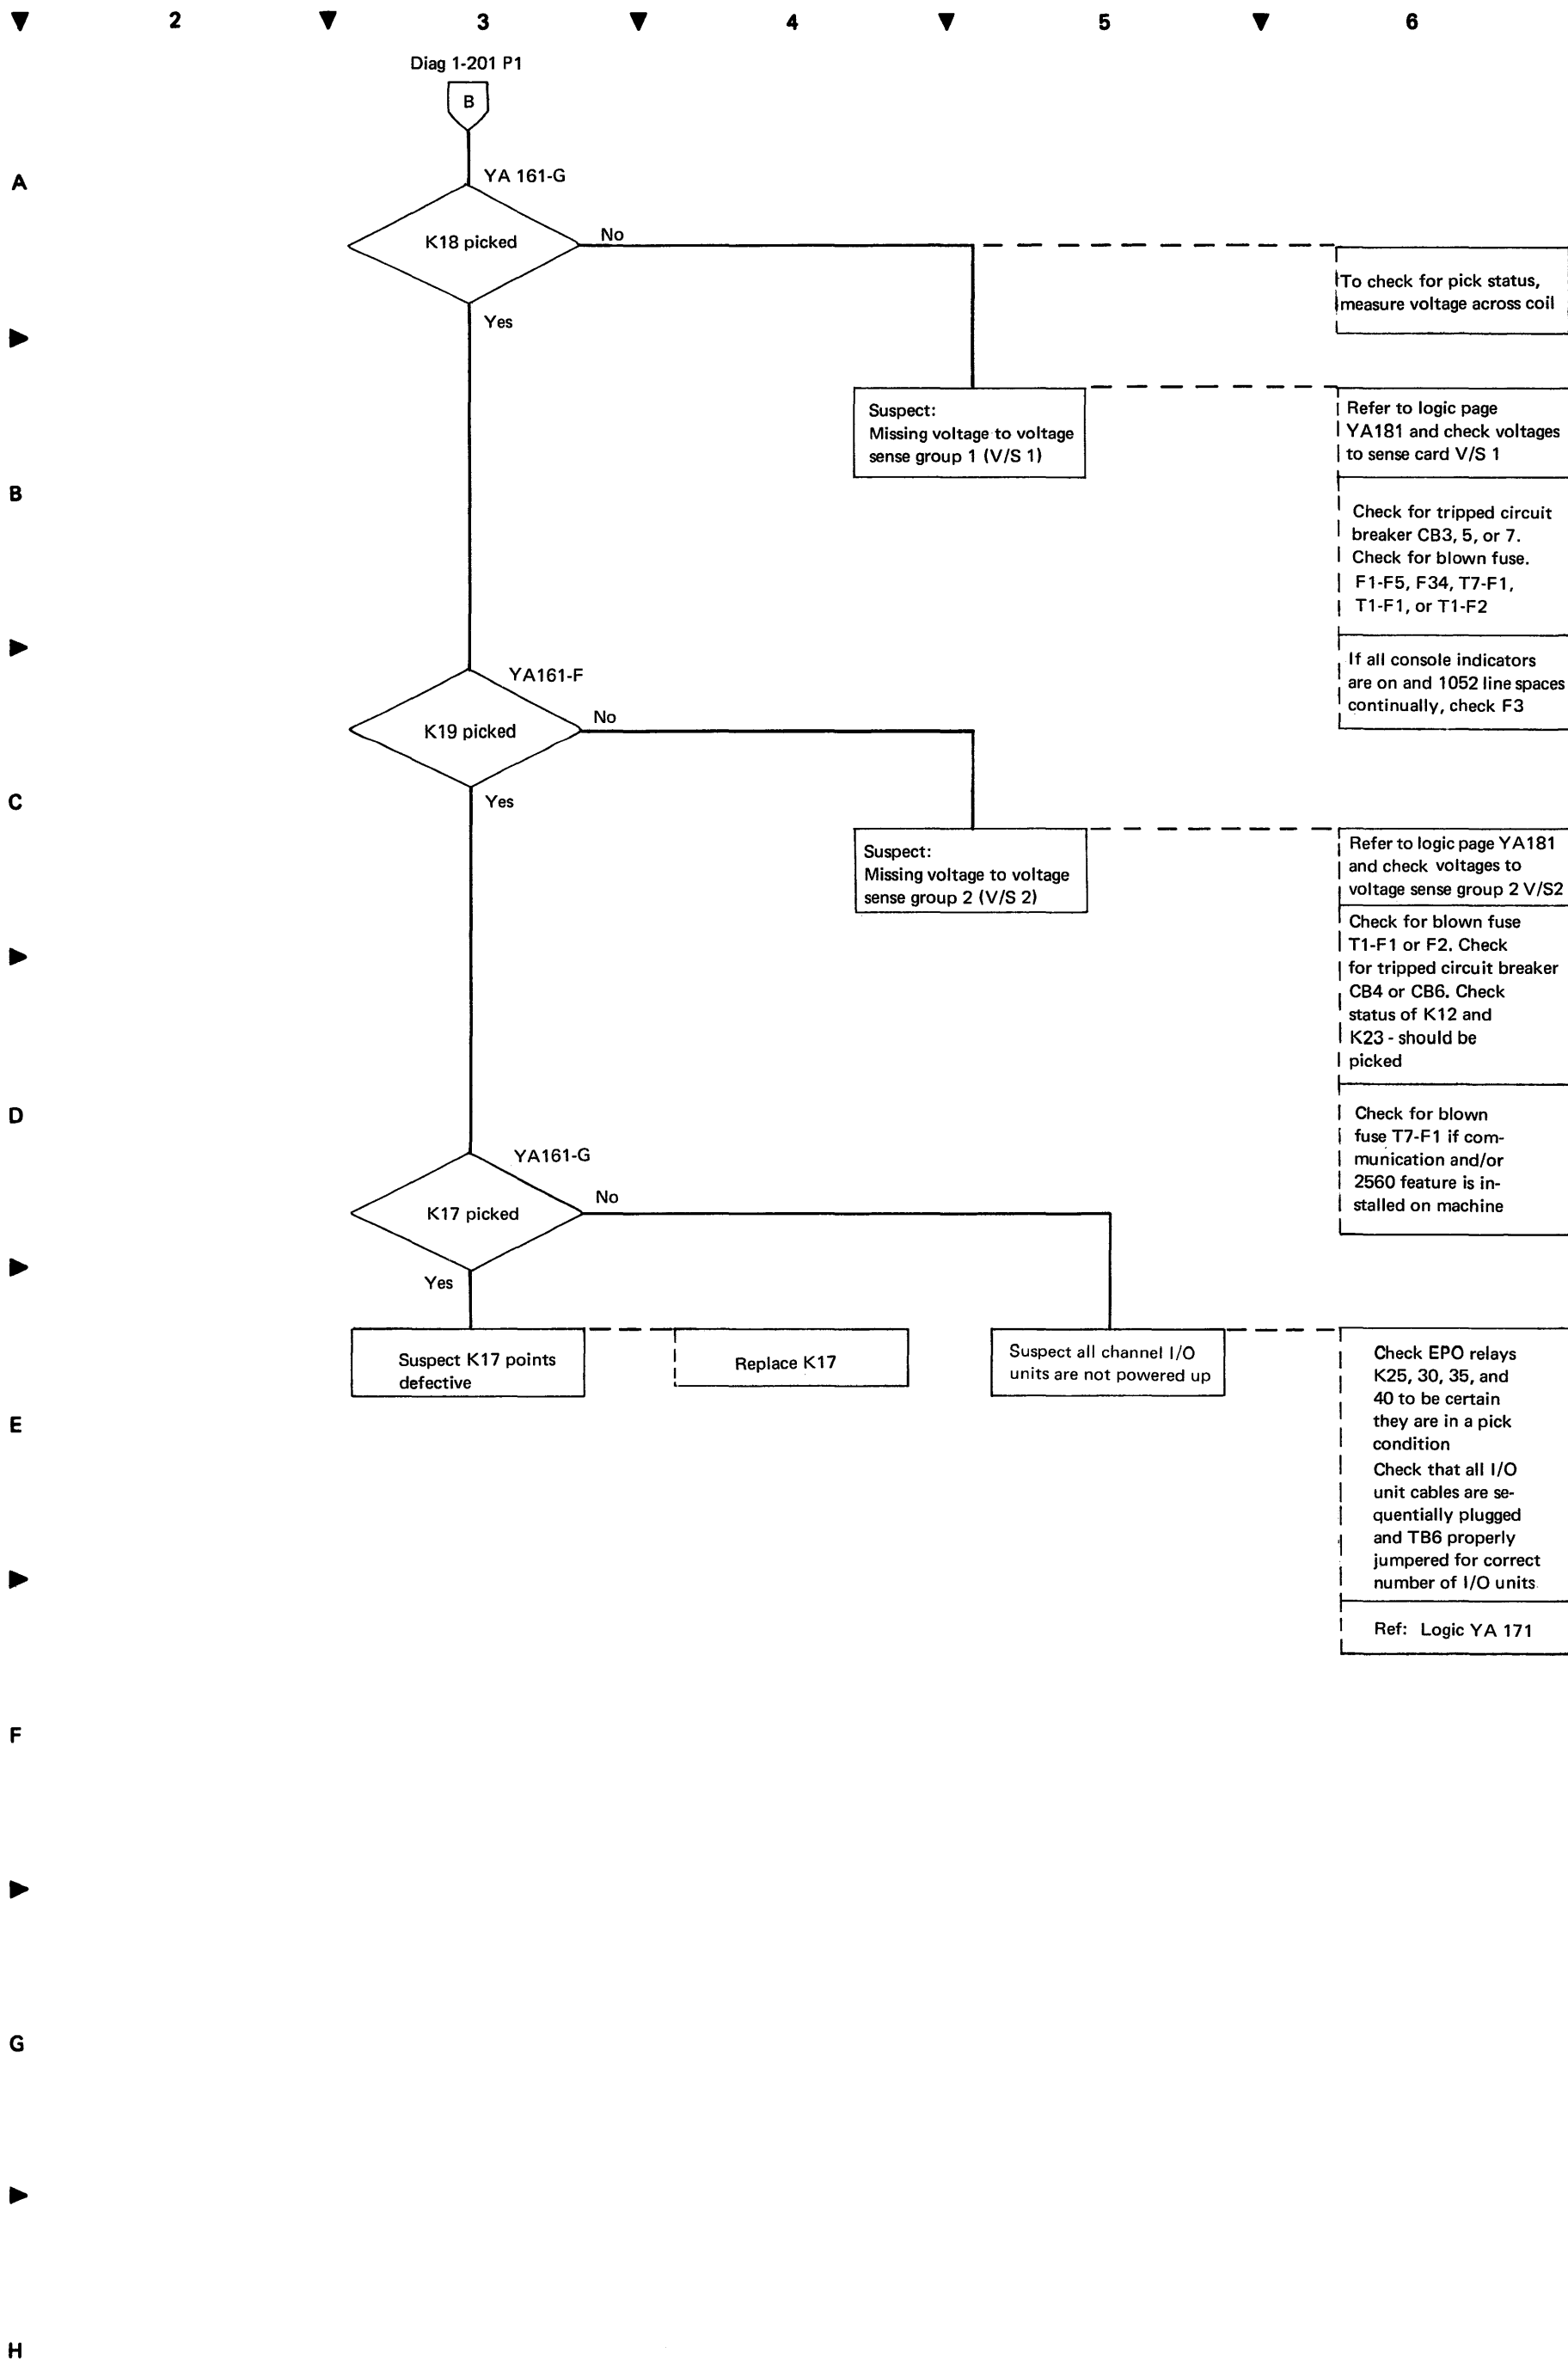 2 3 4 5 6
Diag 1-201 P1
B
A
YA 161-G
K18 picked
No
Yes
To check for pick status,
measure voltage across coil
Suspect:
Missing voltage to voltage
sense group 1 (V/S 1)
Refer to logic page
YA181 and check voltages
to sense card V/S 1
B
Check for tripped circuit
breaker CB3, 5, or 7.
Check for blown fuse.
F1-F5, F34, T7-F1,
T1-F1, or T1-F2
If all console indicators
are on and 1052 line spaces
continually, check F3
YA161-F
K19 picked
No
Yes
C
Suspect:
Missing voltage to voltage
sense group 2 (V/S 2)
Refer to logic page YA181
and check voltages to
voltage sense group 2 V/S2
Check for blown fuse
T1-F1 or F2. Check
for tripped circuit breaker
CB4 or CB6. Check
status of K12 and
K23 - should be
picked
D
Check for blown
fuse T7-F1 if com-
munication and/or
2560 feature is in-
stalled on machine
YA161-G
K17 picked
No
Yes
Suspect K17 points
defective
Replace K17
Suspect all channel I/O
units are not powered up
Check EPO relays
K25, 30, 35, and
40 to be certain
they are in a pick
condition
Check that all I/O
unit cables are se-
quentially plugged
and TB6 properly
jumpered for correct
number of I/O units.
Ref: Logic YA 171
E
F
G
H